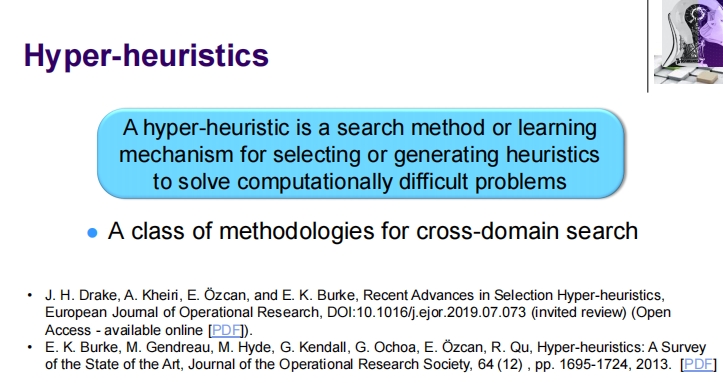 Hyper-heuristics
A hyper-heuristic is a search method or learning
mechanism for selecting or generating heuristics
to solve computationally difficult problems
● A class of methodologies for cross-domain search
• J. H. Drake, A. Kheiri, E. Özcan, and E. K. Burke, Recent Advances in Selection Hyper-heuristics,
European Journal of Operational Research, DOI:10.1016/j.ejor.2019.07.073 (invited review) (Open
Access - available online [PDF]).
• E. K. Burke, M. Gendreau, M. Hyde, G. Kendall, G. Ochoa, E. Özcan, R. Qu, Hyper-heuristics: A Survey
of the State of the Art, Journal of the Operational Research Society, 64 (12) , pp. 1695-1724, 2013. [PDF]